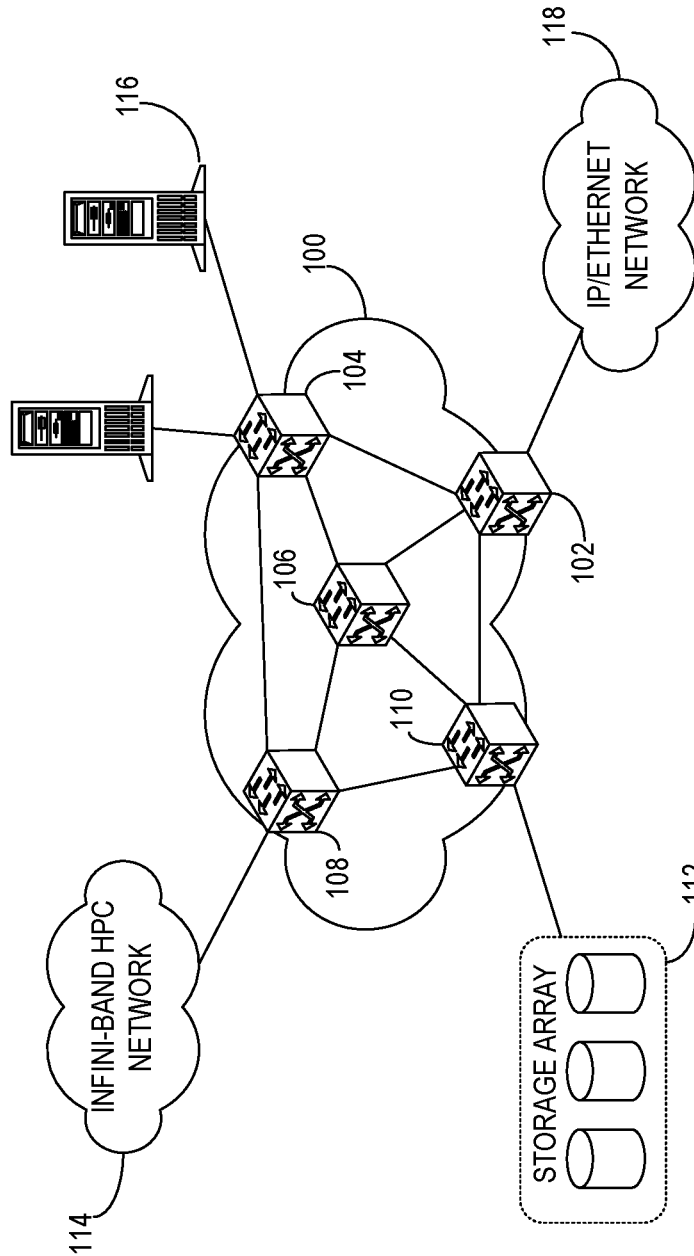 114
INFINI-BAND HPC
NETWORK
116
106
100
108
104
110
STORAGE ARRAY
118
102
IP/ETHERNET
NETWORK
112